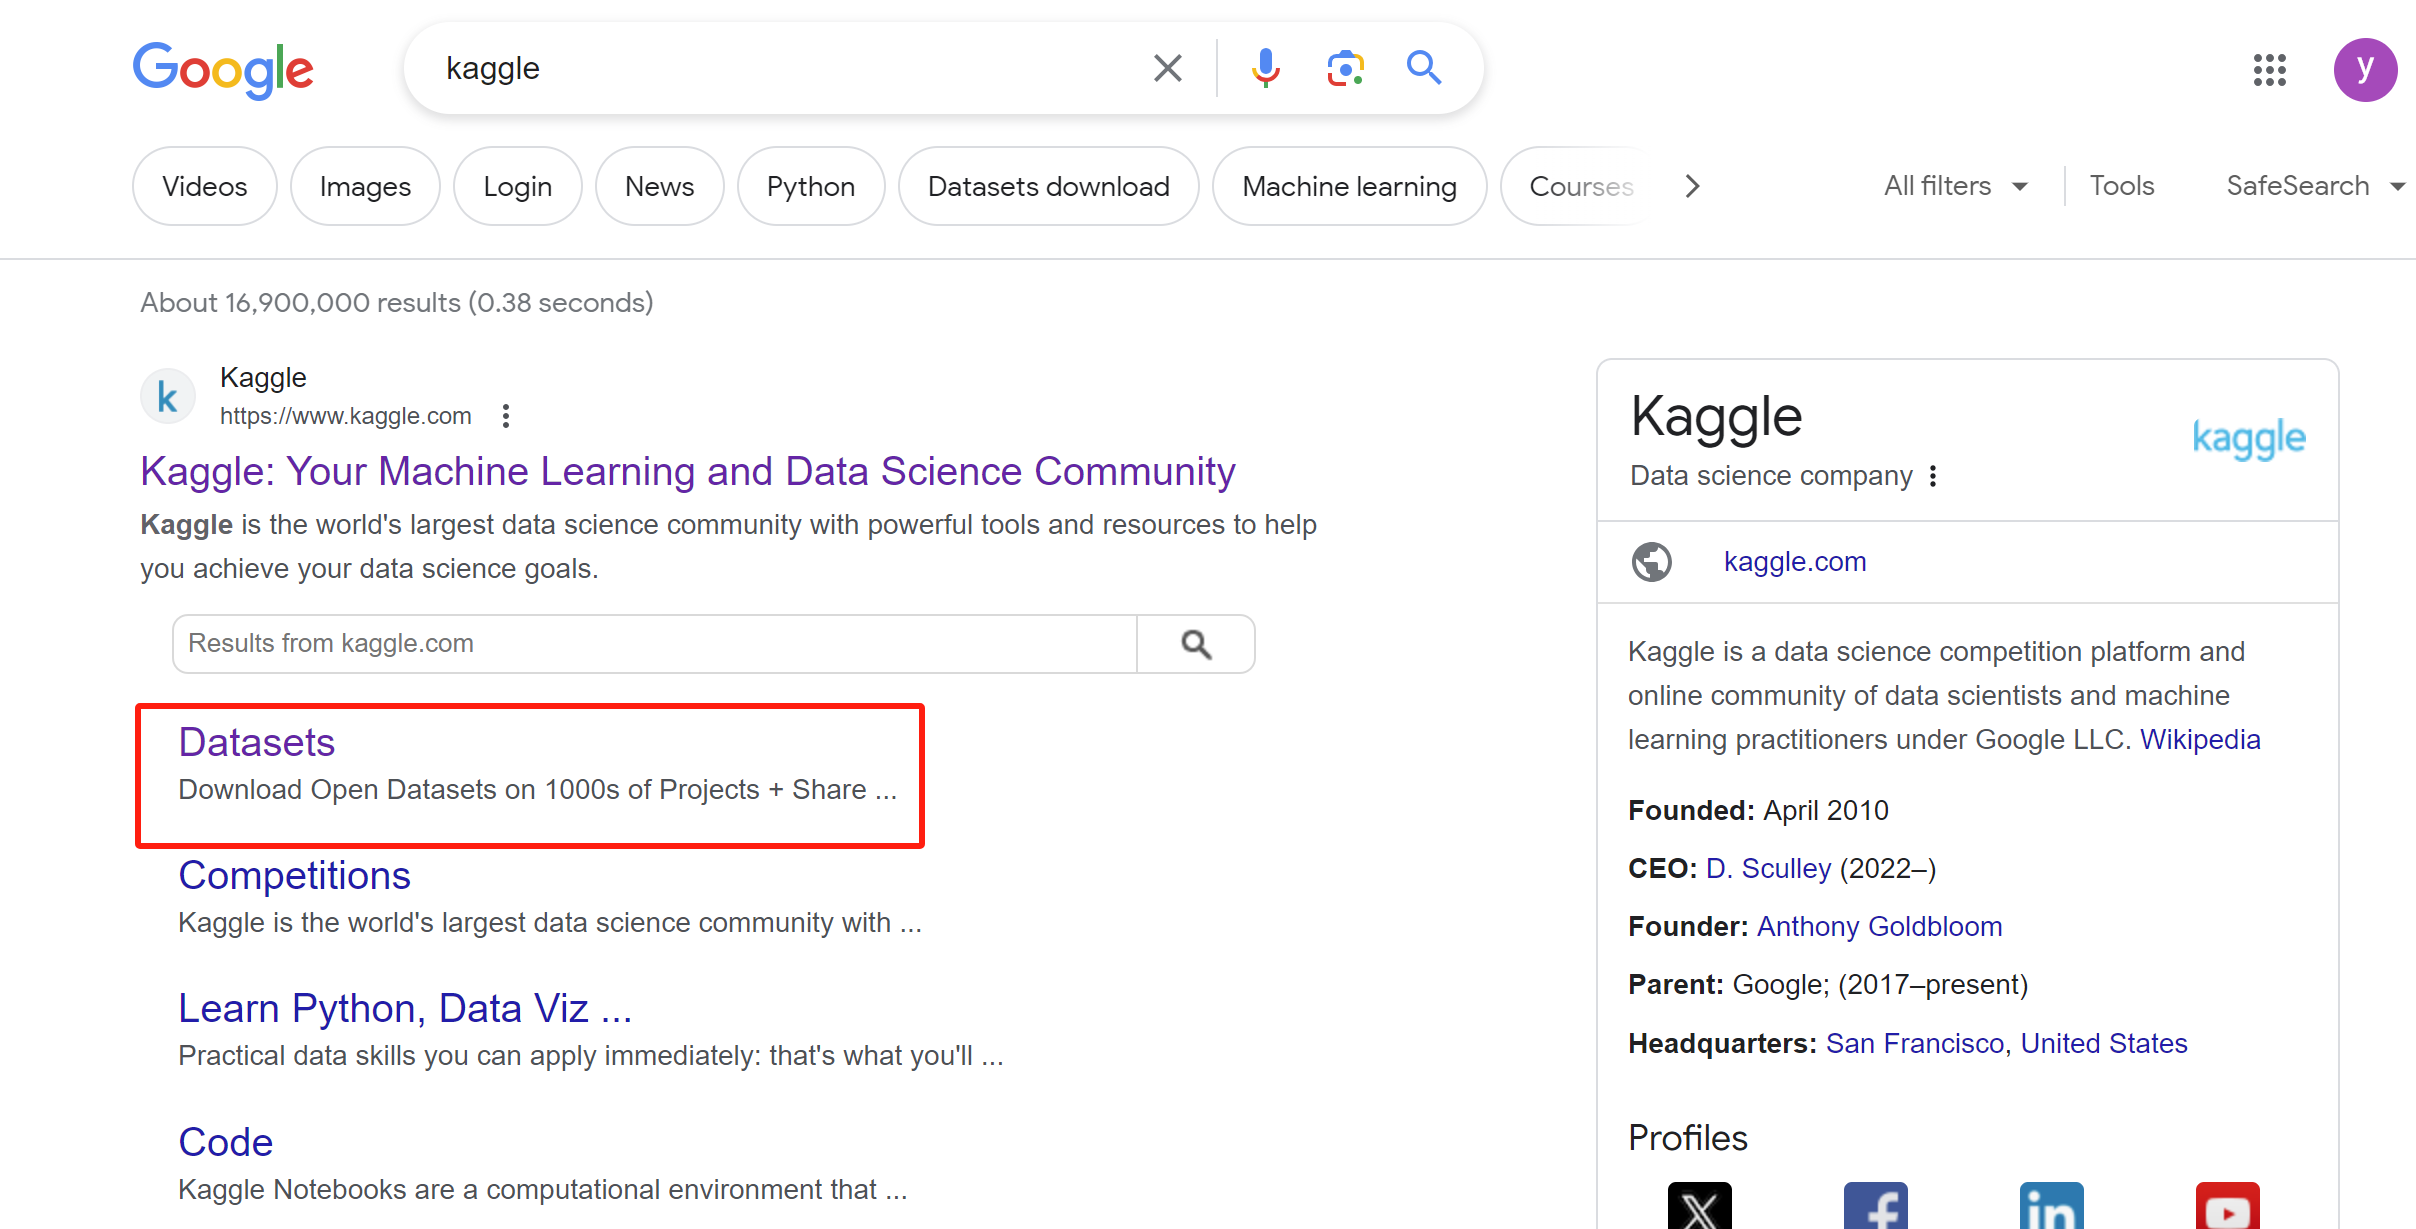 Google
kaggle
y
Videos
Images
Login
News
Python
Datasets download
Machine learning
Courses
All filters
Tools
SafeSearch
About 16,900,000 results (0.38 seconds)
k
Kaggle
https://www.kaggle.com
Kaggle: Your Machine Learning and Data Science Community
Kaggle is the world's largest data science community with powerful tools and resources to help
you achieve your data science goals.
Results from kaggle.com
Datasets
Download Open Datasets on 1000s of Projects + Share ...
Competitions
Kaggle is the world's largest data science community with ...
Learn Python, Data Viz ...
Practical data skills you can apply immediately: that's what you'll ...
Code
Kaggle Notebooks are a computational environment that ...
Kaggle
kaggle
Data science company
kaggle.com
Kaggle is a data science competition platform and
online community of data scientists and machine
learning practitioners under Google LLC. Wikipedia
Founded: April 2010
CEO: D. Sculley (2022–)
Founder: Anthony Goldbloom
Parent: Google; (2017–present)
Headquarters: San Francisco, United States
Profiles
X
f
in